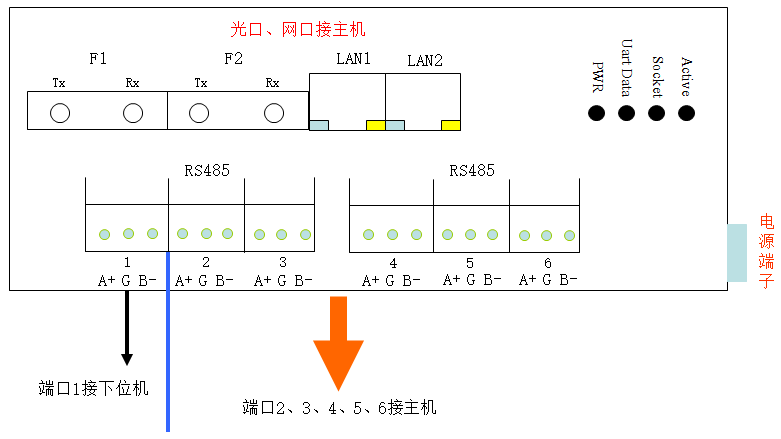 光口、网口接主机
F1 F2 LAN1 LAN2
Tx Rx Tx Rx
PWR
Uart Data
Socket
Active
RS485 RS485
1 2 3 4 5 6
A+ G B- A+ G B- A+ G B- A+ G B- A+ G B- A+ G B-
电源端子
端口1接下位机
端口2、3、4、5、6接主机